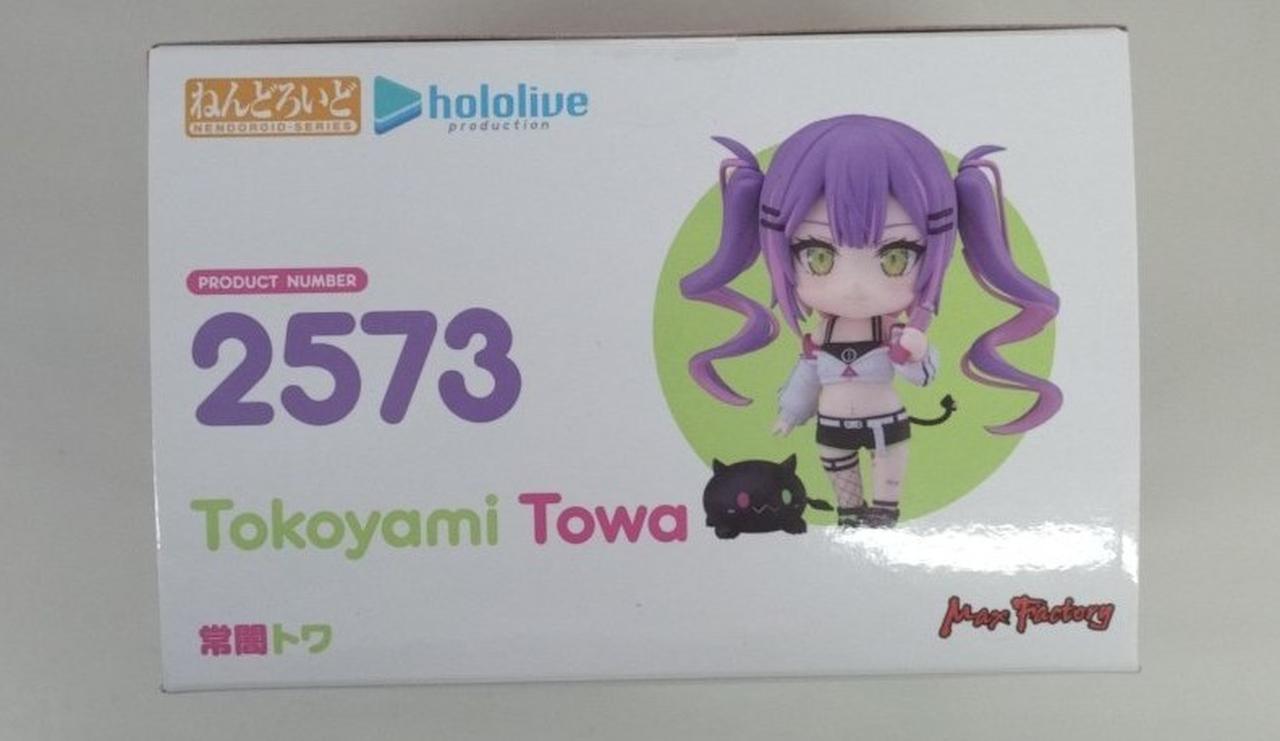 ねんどろいど
NENDOROID-SERIES
hololive
production
PRODUCT NUMBER
2573
Tokoyami Towa
常闇トワ
Max Factory